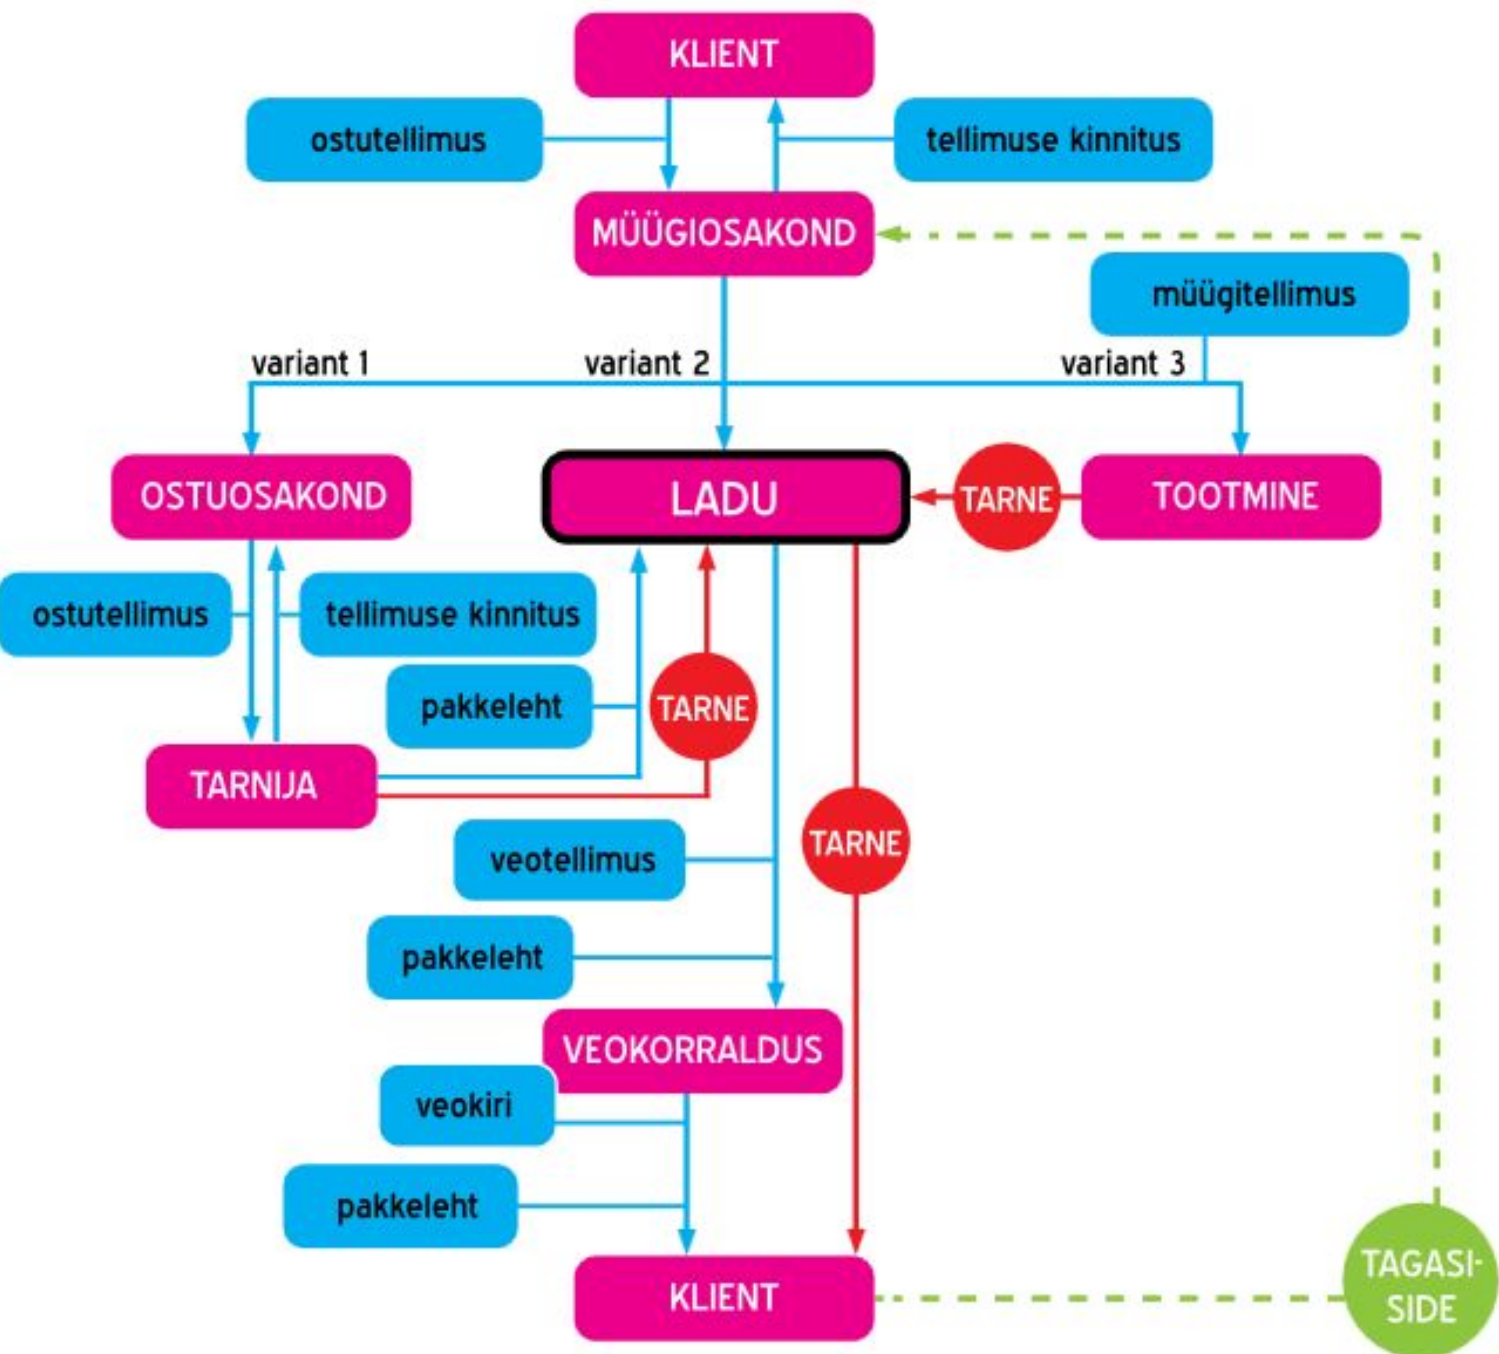 KLIENT
ostutellimus
tellimuse kinnitus
MÜÜGIOSAKOND
müügitellimus
variant 1
variant 2
variant 3
OSTUOSAKOND
LADU
TARNE
TOOTMINE
ostutellimus
tellimuse kinnitus
pakkeleht
TARNE
TARNIJA
TARNE
veotellimus
pakkeleht
VEOKORRALDUS
veokiri
pakkeleht
KLIENT
TAGASI-
SIDE